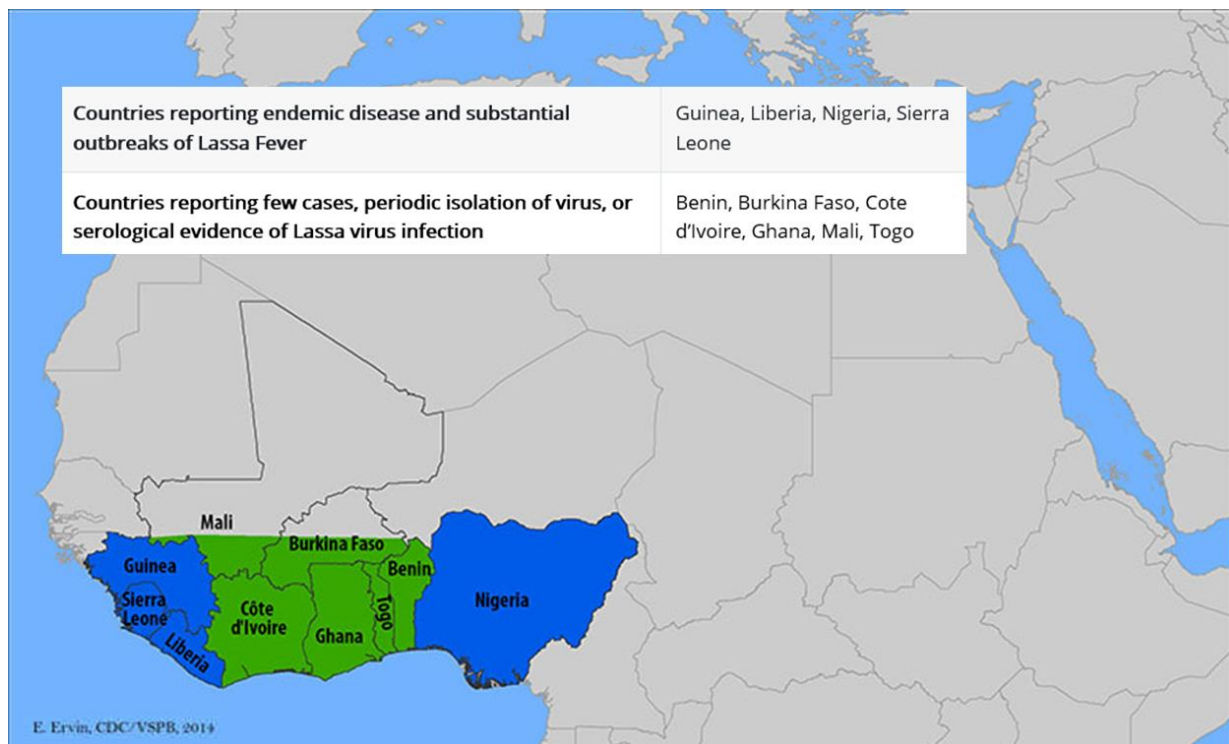 Countries reporting endemic disease and substantial
outbreaks of Lassa Fever
Guinea, Liberia, Nigeria, Sierra
Leone
Countries reporting few cases, periodic isolation of virus, or
serological evidence of Lassa virus infection
Benin, Burkina Faso, Cote
d’Ivoire, Ghana, Mali, Togo
Mali
Burkina Faso
Guinea
Benin
Sierra
Leone
Côte
d'Ivoire
Togo
Nigeria
Ghana
Liberia
E. Ervin, CDC/VSPB, 2014